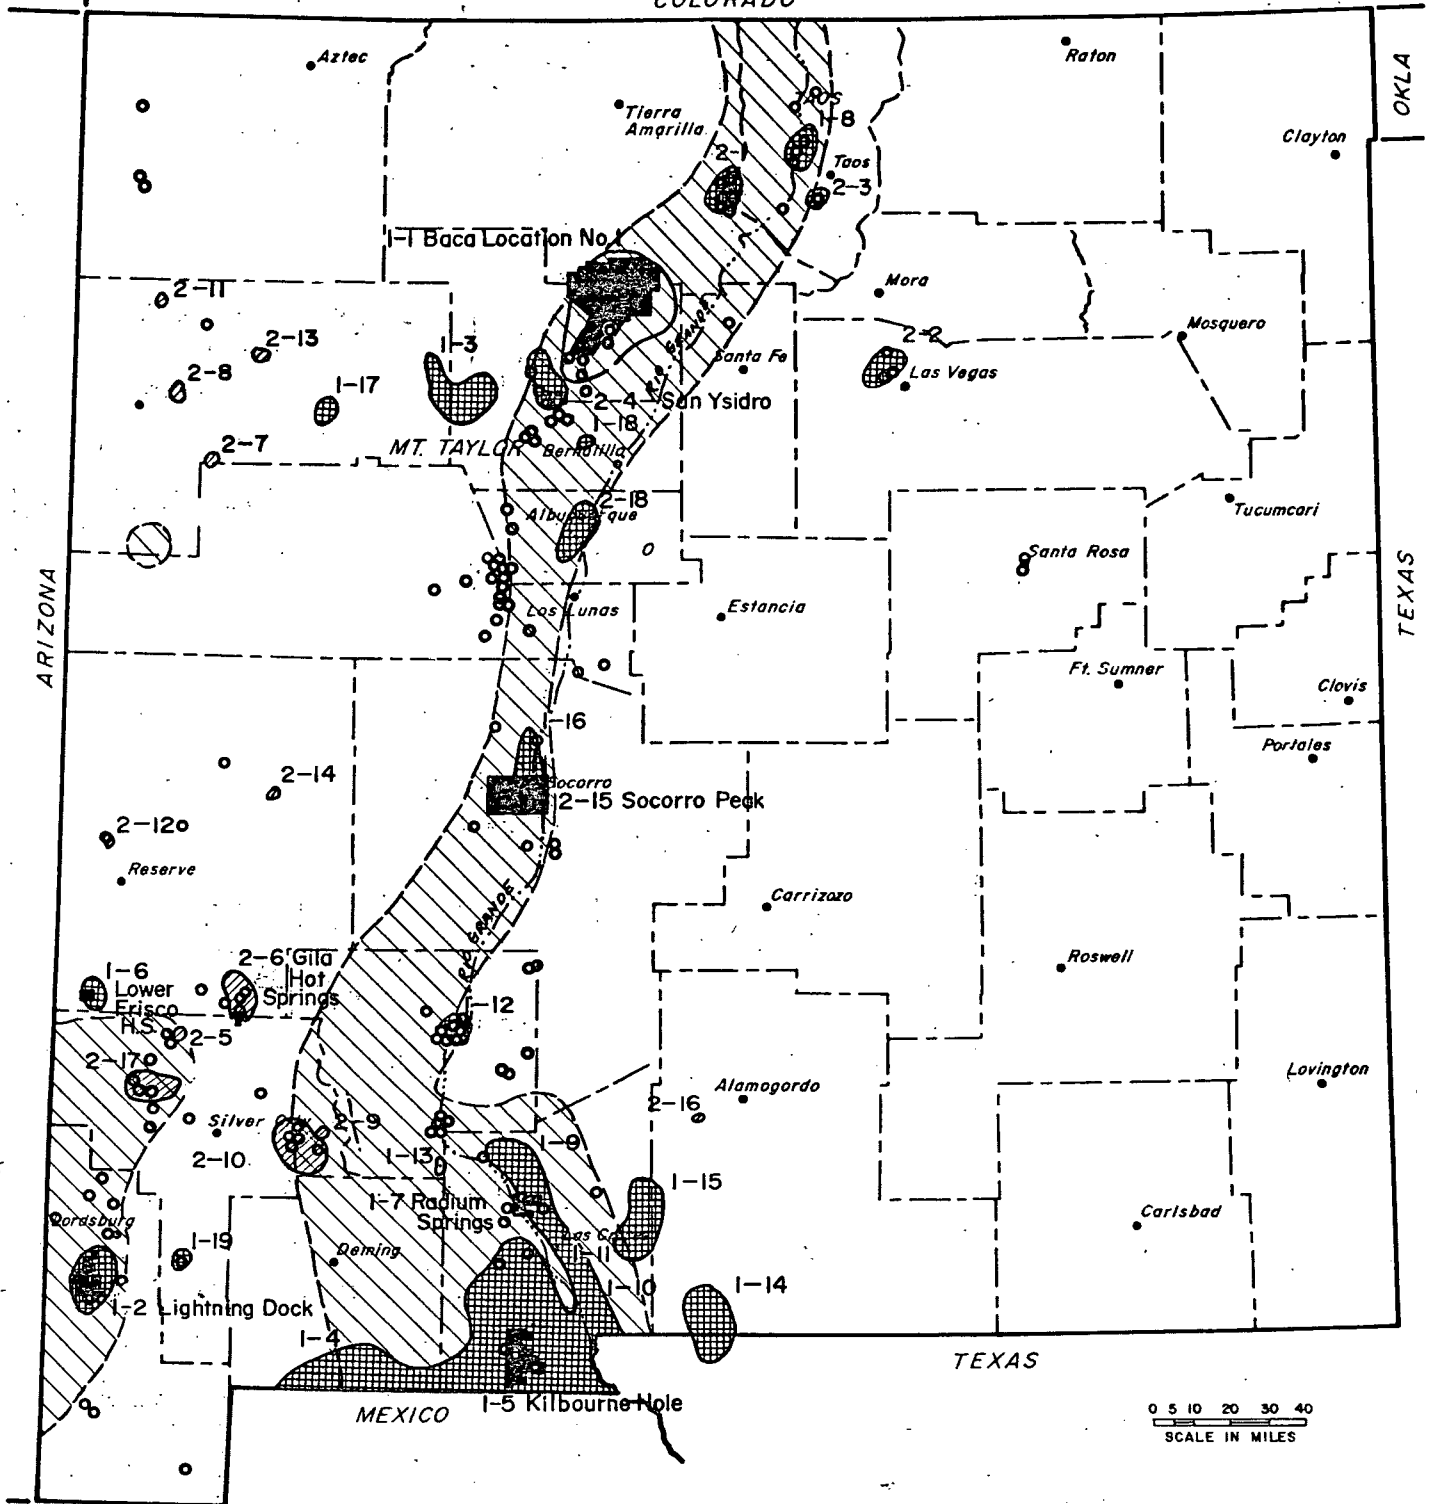 COLORADO
Aztec
Raton
OKLA
Tierra
Amarilla
TAOS
1-8
Clayton
2-1
Taos
2-3
1-1 Baca Location No. 1
2-11
Mora
RIO GRANDE
Mosquero
2-13
1-3
2-2
Santa Fe
2-8
1-17
Las Vegas
2-4 San Ysidro
1-18
MT. TAYLOR
Bernalillo
2-7
2-18
Albuquerque
Tucumcari
Santa Rosa
ARIZONA
TEXAS
Los Lunas
Estancia
Ft. Sumner
Clovis
-16
Portales
2-14
Socorro
2-15 Socorro Peak
2-12
Reserve
Carrizozo
RIO GRANDE
Roswell
2-6 Gila
Hot
Springs
1-6
Lower
Frisco
H.S.
1-12
2-5
2-17
Alamogordo
Lovington
2-16
Silver City
2-9
1-9
2-10
1-13
1-15
1-7 Radium
Springs
Carlsbad
Lordsburg
Las Cruces
1-19
Deming
1-11
1-10
1-14
1-2 Lightning Dock
1-4
TEXAS
MEXICO
1-5 Kilbourne Hole
0 5 10 20 30 40
SCALE IN MILES